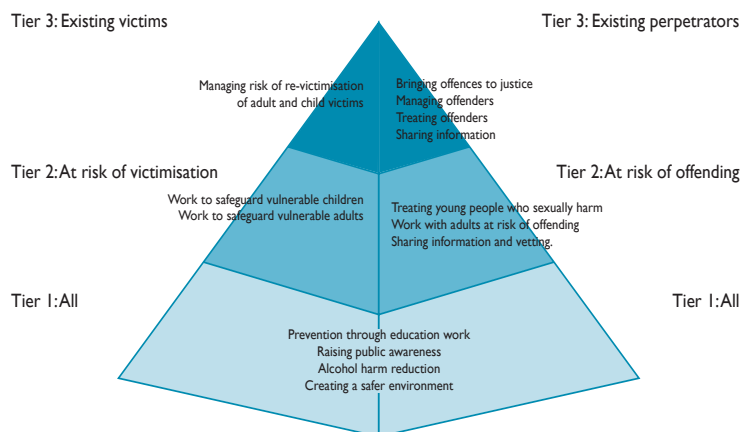 Tier 3: Existing victims
Tier 3: Existing perpetrators
Managing risk of re-victimisation
of adult and child victims
Bringing offences to justice
Managing offenders
Treating offenders
Sharing information
Tier 2: At risk of victimisation
Tier 2: At risk of offending
Work to safeguard vulnerable children
Work to safeguard vulnerable adults
Treating young people who sexually harm
Work with adults at risk of offending
Sharing information and vetting.
Tier 1: All
Tier 1: All
Prevention through education work
Raising public awareness
Alcohol harm reduction
Creating a safer environment